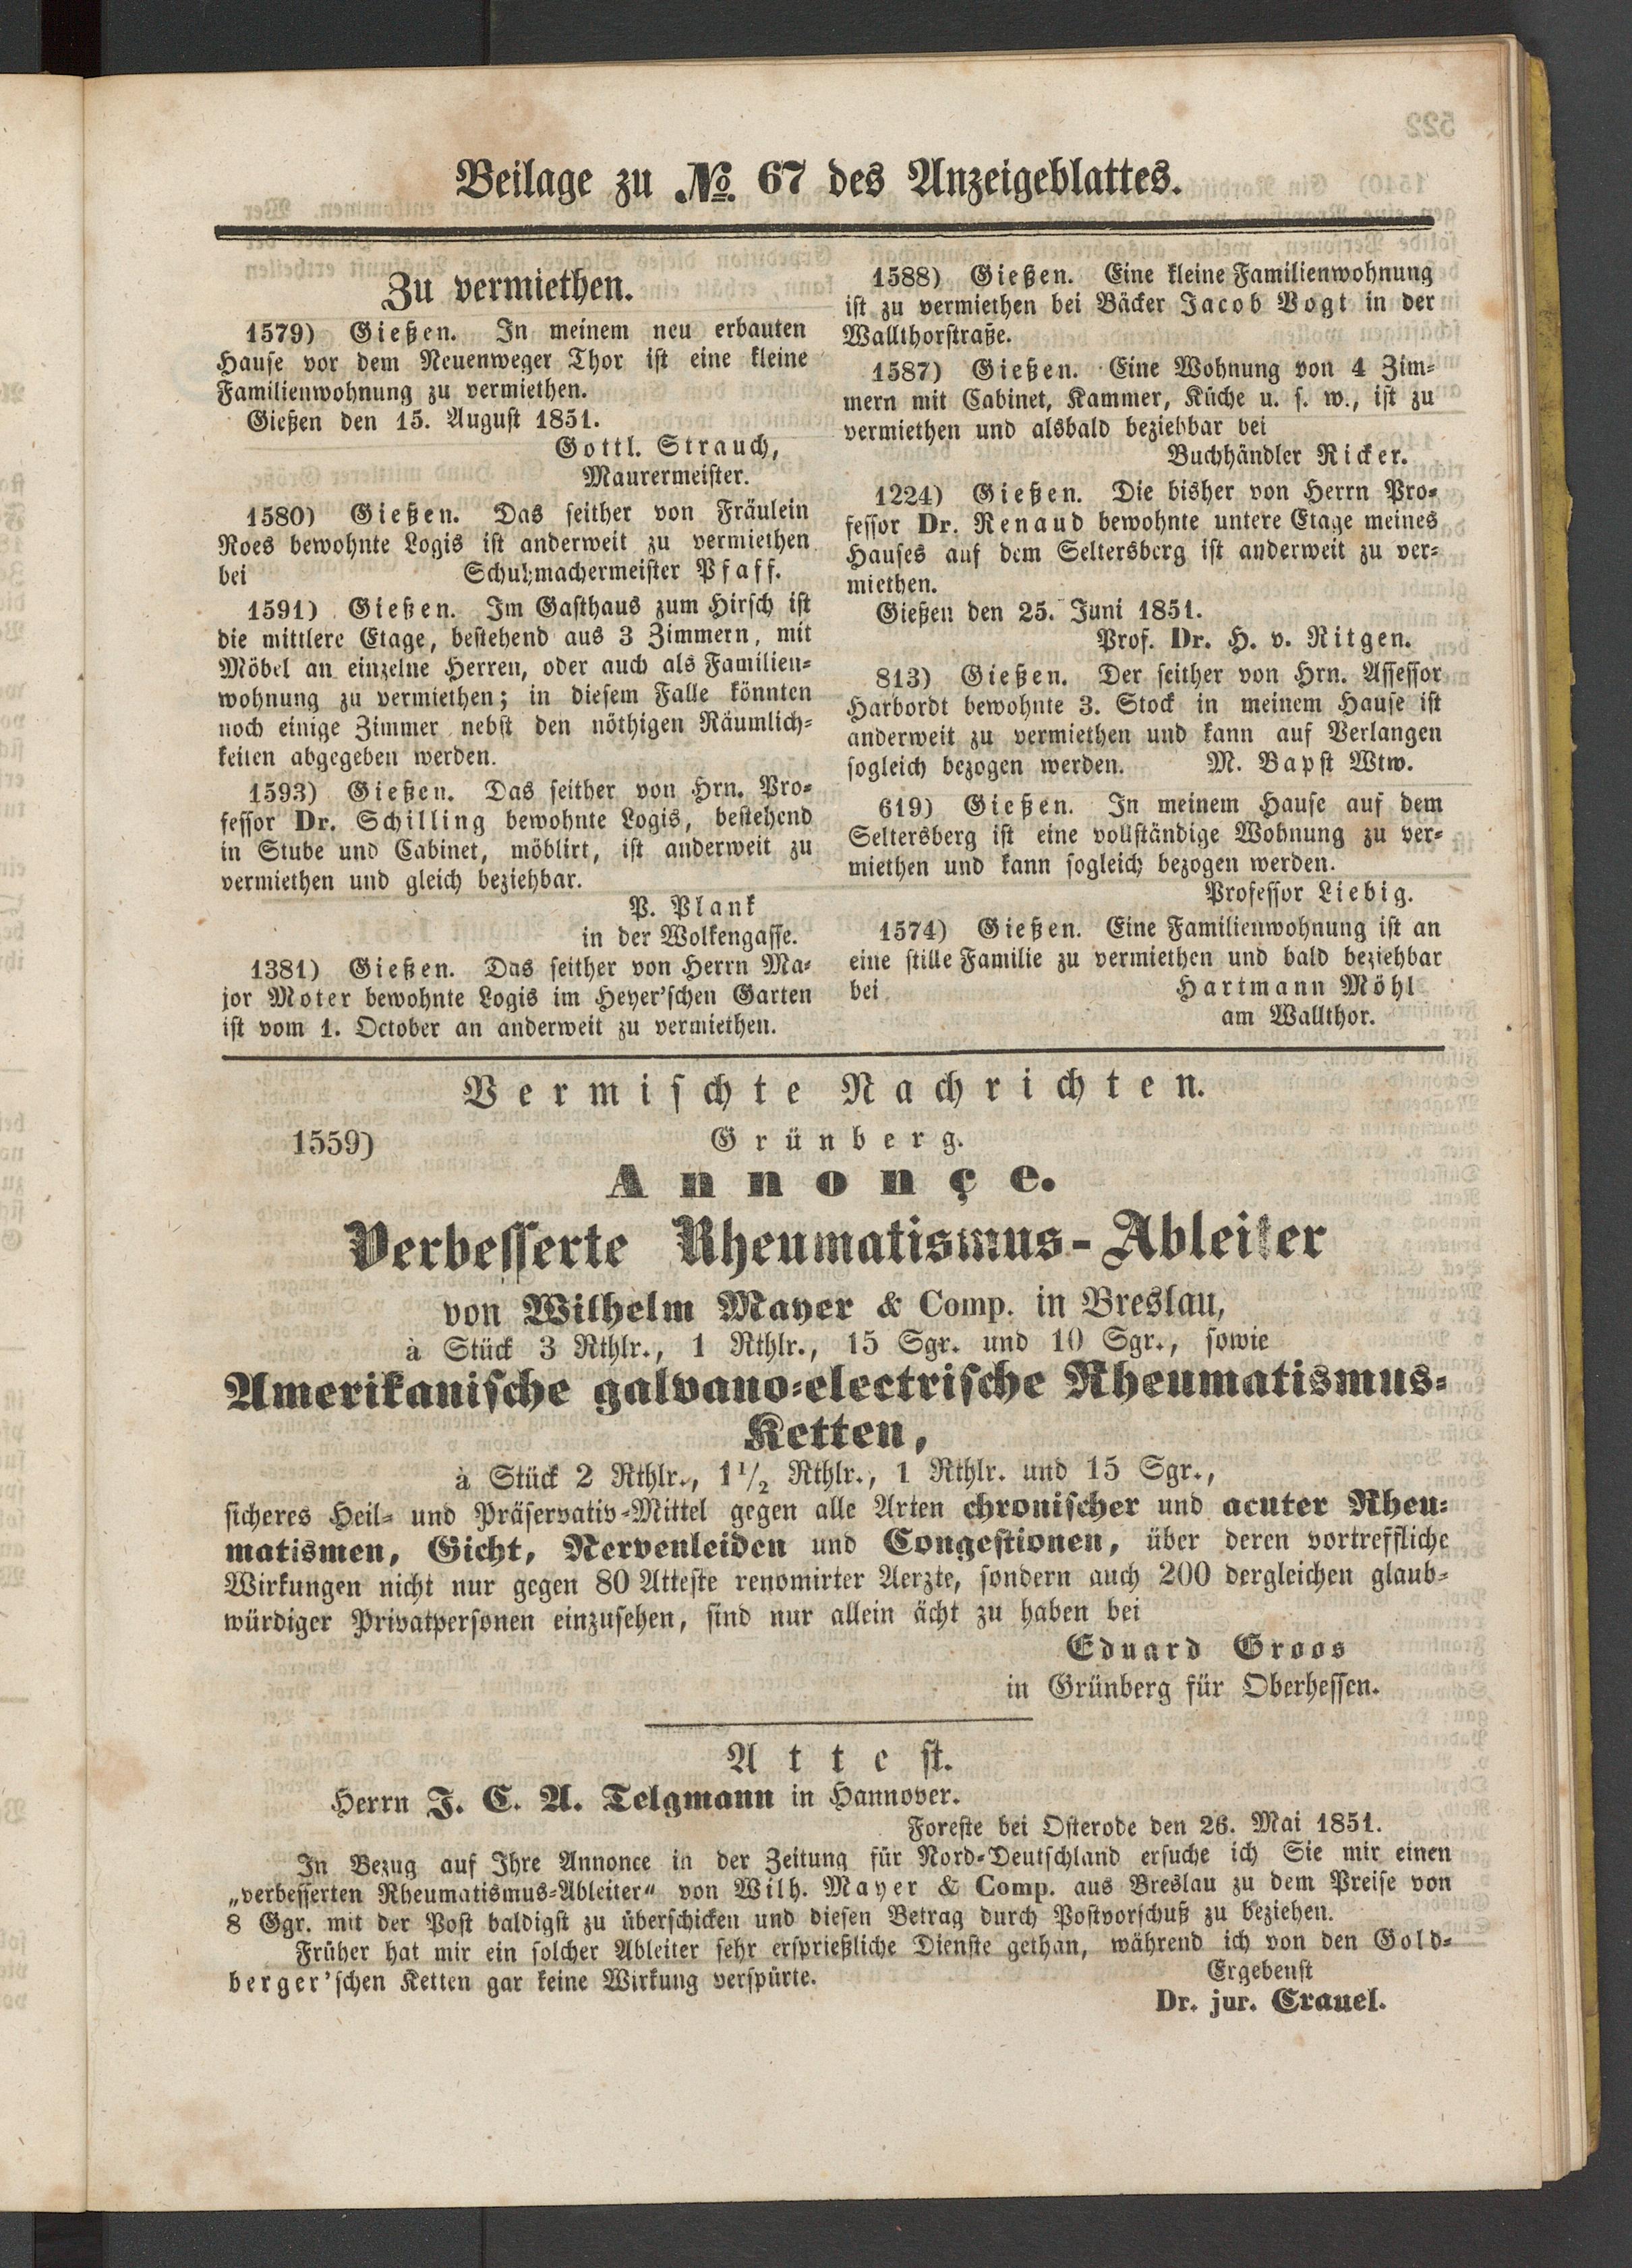 Beilage zu No. 67 des Anzeigeblattes.
Zu vermiethen.
1579) Gießen. In meinem neu erbauten
Hause vor dem Neuenweger Thor ist eine kleine
Familienwohnung zu vermiethen.
Gießen den 15. August 1851.
Gottl. Strauch,
Maurermeister.
1580) Gießen. Das seither von Fräulein
Roes bewohnte Logis ist anderweit zu vermiethen
bei Schuhmachermeister Pfaff.
1591) Gießen. Im Gasthaus zum Hirsch ist
die mittlere Etage, bestehend aus 3 Zimmern, mit
Möbel an einzelne Herren, oder auch als Familien-
wohnung zu vermiethen; in diesem Falle könnten
noch einige Zimmer nebst den nöthigen Räumlich-
keiten abgegeben werden.
1593) Gießen. Das seither von Hrn. Pro-
fessor Dr. Schilling bewohnte Logis, bestehend
in Stube und Cabinet, möblirt, ist anderweit zu
vermiethen und gleich beziehbar.
P. Plank
in der Wolkengasse.
1381) Gießen. Das seither von Herrn Ma-
jor Moter bewohnte Logis im Heyer'schen Garten
ist vom 1. October an anderweit zu vermiethen.
1588) Gießen. Eine kleine Familienwohnung
ist zu vermiethen bei Bäcker Jacob Vogt in der
Wallthorstraße.
1587) Gießen. Eine Wohnung von 4 Zim-
mern mit Cabinet, Kammer, Küche u. s. w., ist zu
vermiethen und alsbald beziehbar bei
Buchhändler Ricker.
1224) Gießen. Die bisher von Herrn Pro-
fessor Dr. Renaud bewohnte untere Etage meines
Hauses auf dem Seltersberg ist anderweit zu ver-
miethen.
Gießen den 25. Juni 1851.
Prof. Dr. H. v. Ritgen.
813) Gießen. Der seither von Hrn. Assessor
Harbordt bewohnte 3. Stock in meinem Hause ist
anderweit zu vermiethen und kann auf Verlangen
sogleich bezogen werden. M. Bapst Wtw.
619) Gießen. In meinem Hause auf dem
Seltersberg ist eine vollständige Wohnung zu ver-
miethen und kann sogleich bezogen werden.
Professor Liebig.
1574) Gießen. Eine Familienwohnung ist an
eine stille Familie zu vermiethen und bald beziehbar
bei Hartmann Möhl
am Wallthor.
Vermischte Nachrichten.
1559) Grünberg.
Annonçe.
Verbesserte Rheumatismus-Ableiter
von Wilhelm Mayer & Comp. in Breslau,
à Stück 3 Rthlr., 1 Rthlr., 15 Sgr. und 10 Sgr., sowie
Amerikanische galvano-electrische Rheumatismus-
Ketten,
à Stück 2 Rthlr., 1 1/2 Rthlr., 1 Rthlr. und 15 Sgr.,
sicheres Heil- und Präservativ-Mittel gegen alle Arten chronischer und acuter Rheu-
matismen, Gicht, Nervenleiden und Congestionen, über deren vortreffliche
Wirkungen nicht nur gegen 80 Atteste renomirter Aerzte, sondern auch 200 dergleichen glaub-
würdiger Privatpersonen einzusehen, sind nur allein ächt zu haben bei
Eduard Groos
in Grünberg für Oberhessen.
Attest.
Herrn J. C. A. Telgmann in Hannover.
Foreste bei Osterode den 26. Mai 1851.
In Bezug auf Ihre Annonce in der Zeitung für Nord-Deutschland ersuche ich Sie mir einen
„verbesserten Rheumatismus-Ableiter“ von Wilh. Mayer & Comp. aus Breslau zu dem Preise von
8 Ggr. mit der Post baldigst zu überschicken und diesen Betrag durch Postvorschuß zu beziehen.
Früher hat mir ein solcher Ableiter sehr ersprießliche Dienste gethan, während ich von den Gold-
berger'schen Ketten gar keine Wirkung verspürte. Ergebenst
Dr. jur. Crauel.